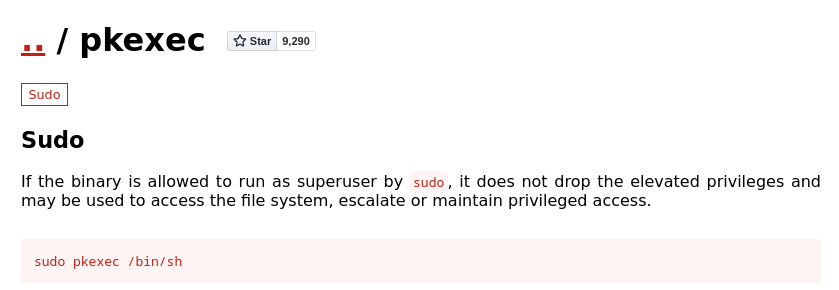 .. / pkexec Star 9,290
Sudo
Sudo
If the binary is allowed to run as superuser by sudo, it does not drop the elevated privileges and
may be used to access the file system, escalate or maintain privileged access.
sudo pkexec /bin/sh